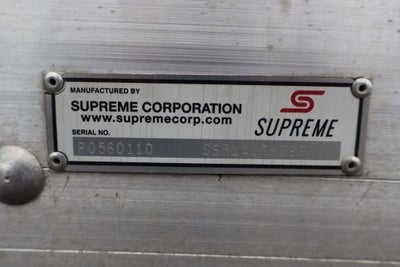 MANUFACTURED BY
SUPREME CORPORATION
www.supremecorp.com
SUPREME
SERIAL NO.
P0560110